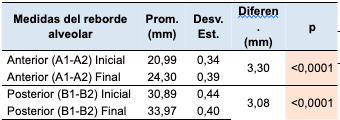 Medidas del reborde alveolar Prom. (mm) Desv. Est. Diferen . (mm) p
Anterior (A1-A2) Inicial 20,99 0,34 3,30 <0,0001
Anterior (A1-A2) Final 24,30 0,39
Posterior (B1-B2) Inicial 30,89 0,44 3,08 <0,0001
Posterior (B1-B2) Final 33,97 0,40